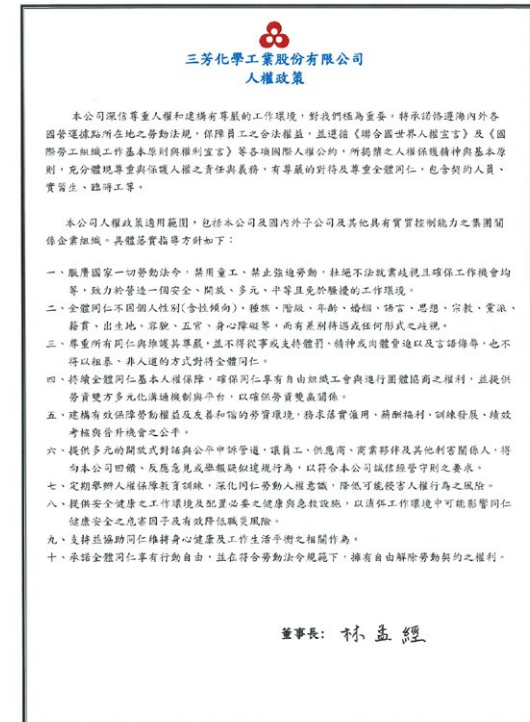 三芳化學工業股份有限公司
人權政策
本公司深信尊重人權和建構有尊嚴的工作環境，對我們極為重要。將承諾恪遵海內外各
國營運據點所在地之勞動法規，保障員工之合法權益，並遵循《聯合國世界人權宣言》及《國
際勞工組織工作基本原則與權利宣言》等各項國際人權公約，所揭櫫之人權保護精神與基本原
則，充分體現尊重與保護人權之責任與義務，有尊嚴的對待及尊重全體同仁，包含契約人員、
實習生、臨時工等。
本公司人權政策適用範圍，包括本公司及國內外子公司及其他具有實質控制能力之集團關
係企業組織。具體落實指導方針如下：
一、服膺國家一切勞動法令，禁用童工、禁止強迫勞動，杜絕不法就業歧視且確保工作機會均
等，致力於營造一個安全、開放、多元、平等且免於騷擾的工作環境。
二、全體同仁不因個人性別(含性傾向)、種族、階級、年齡、婚姻、語言、思想、宗教、黨派、
籍貫、出生地、容貌、五官、身心障礙等，而有差別待遇或任何形式之歧視。
三、尊重所有同仁與維護其尊嚴，並不得從事或支持體罰、精神或肉體脅迫以及言語侮辱，也不
得以粗暴、非人道的方式對待全體同仁。
四、持續全體同仁基本人權保障，確保同仁享有自由組織工會與進行團體協商之權利，並提供
勞資雙方多元化溝通機制與平台，以確保勞資雙贏關係。
五、建構有效保障勞動權益及友善和諧的勞資環境，務求落實僱用、薪酬福利、訓練發展、績效
考核與晉升機會之公平。
六、提供多元的開放式對話與公平申訴管道，讓員工、供應商、商業夥伴及其他利害關係人，得
向本公司回饋、反應意見或舉報疑似違規行為，以符合本公司誠信經營守則之要求。
七、定期舉辦人權保障教育訓練，深化同仁勞動人權意識，降低可能侵害人權行為之風險。
八、提供安全健康之工作環境及配置必要之健康與急救設施，以消弭工作環境中可能影響同仁
健康安全之危害因子及有效降低職災風險。
九、支持並協助同仁維持身心健康及工作生活平衡之相關作為。
十、承諾全體同仁享有行動自由，並在符合勞動法令規範下，擁有自由解除勞動契約之權利。
董事長：林孟經